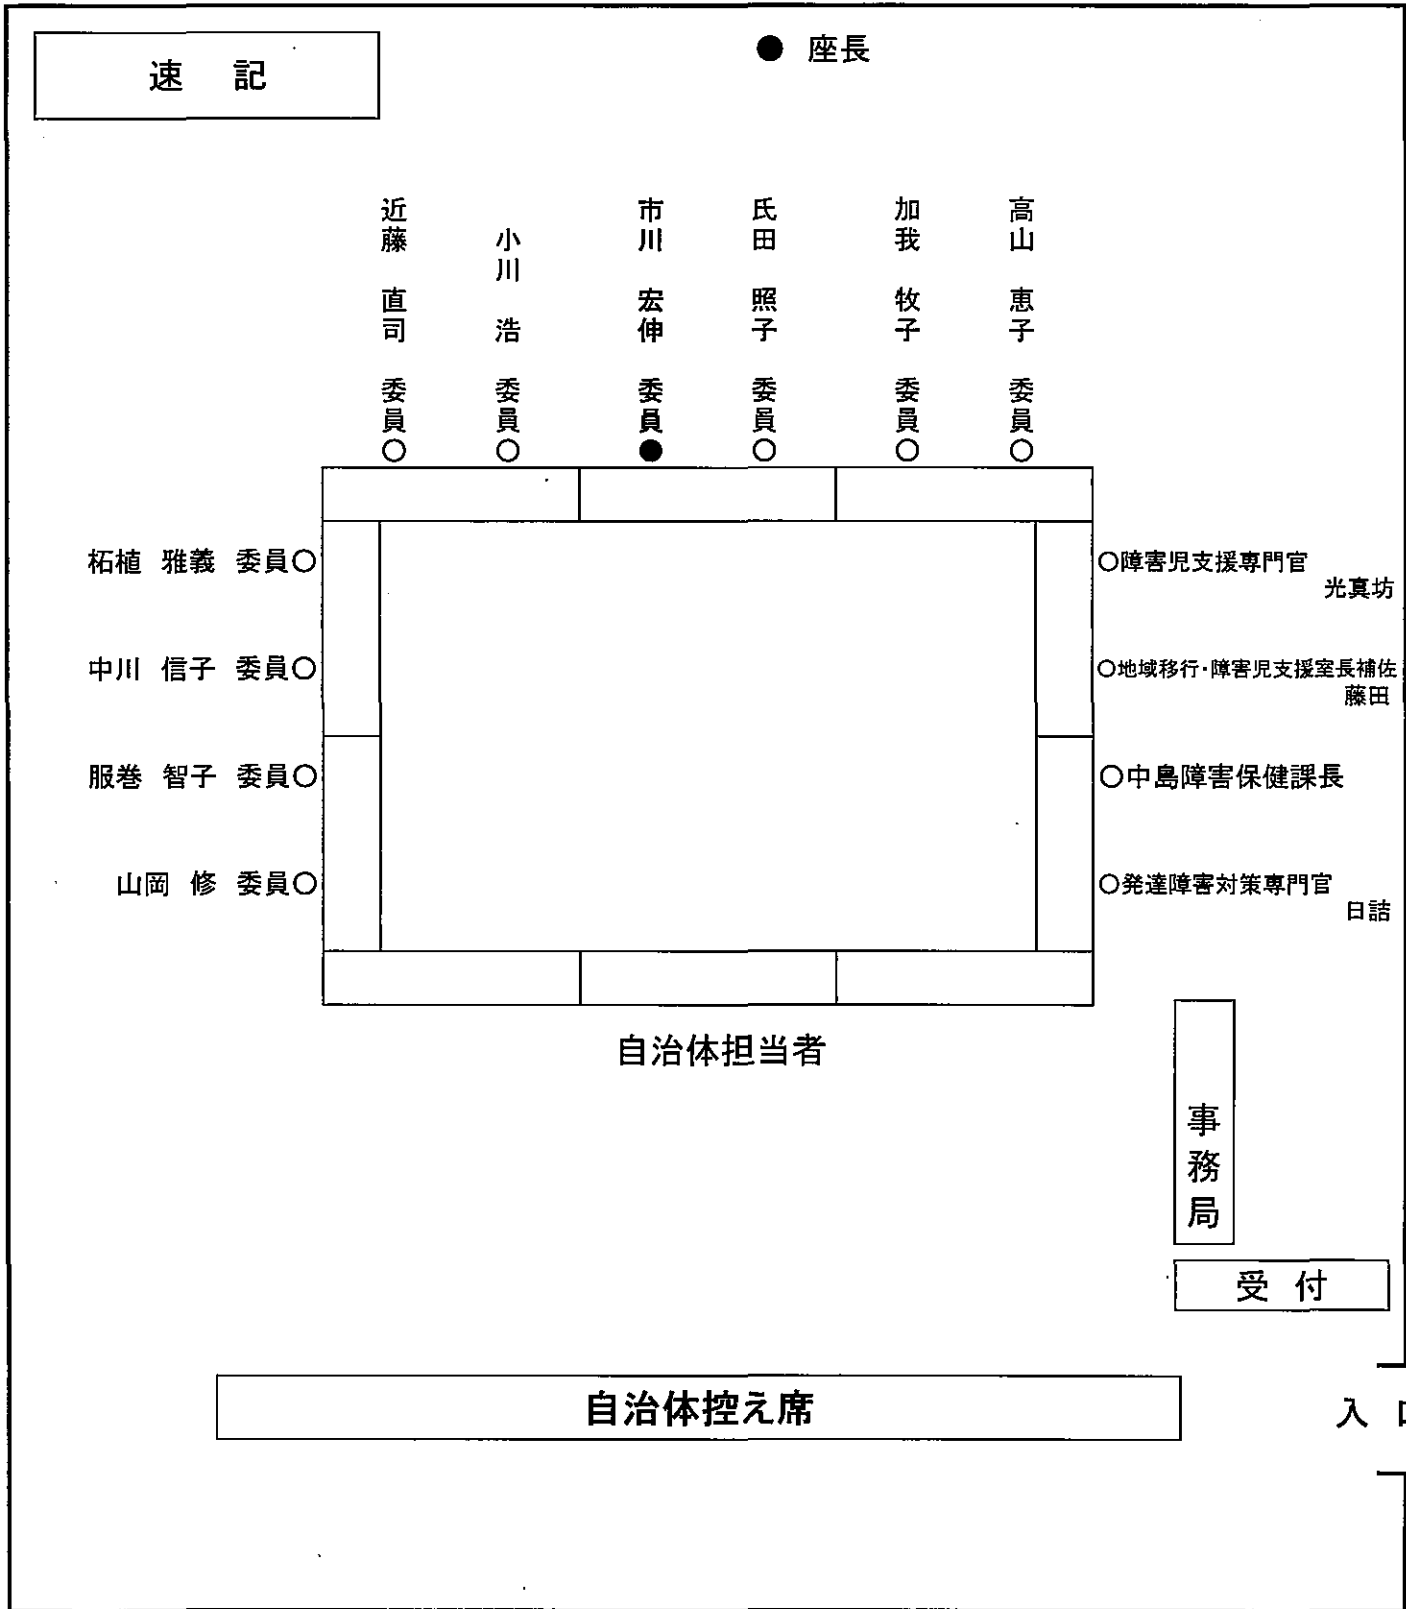 速 記
● 座長
近藤 直司 委員○
小川 浩 委員○
市川 宏伸 委員●
氏田 照子 委員○
加我 牧子 委員○
高山 恵子 委員○
柘植 雅義 委員○
中川 信子 委員○
服巻 智子 委員○
山岡 修 委員○
○障害児支援専門官
光真坊
○地域移行・障害児支援室長補佐
藤田
○中島障害保健課長
○発達障害対策専門官
日詰
自治体担当者
事務局
受 付
自治体控え席
入